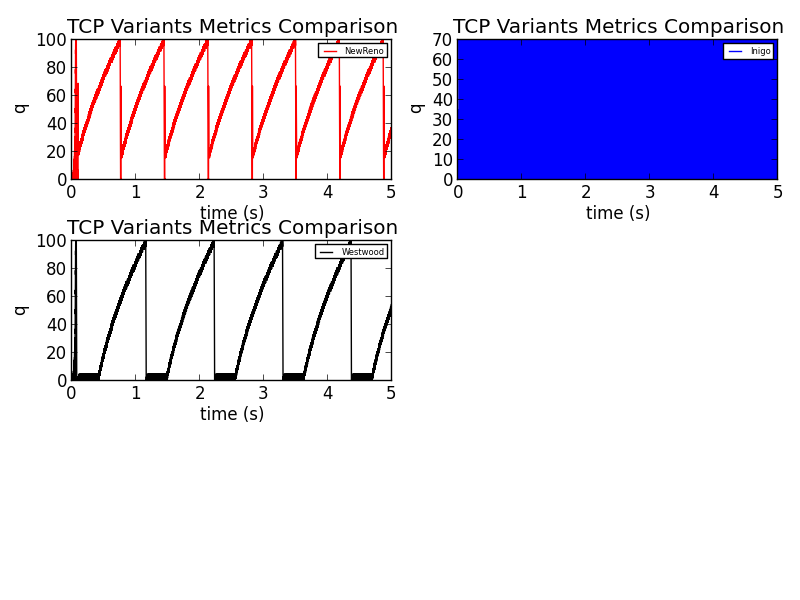 TCP Variants Metrics Comparison
100
80
60
40
20
0
q
NewReno
0 1 2 3 4 5
time (s)
TCP Variants Metrics Comparison
70
60
50
40
30
20
10
0
q
Inigo
0 1 2 3 4 5
time (s)
TCP Variants Metrics Comparison
100
80
60
40
20
0
q
Westwood
0 1 2 3 4 5
time (s)